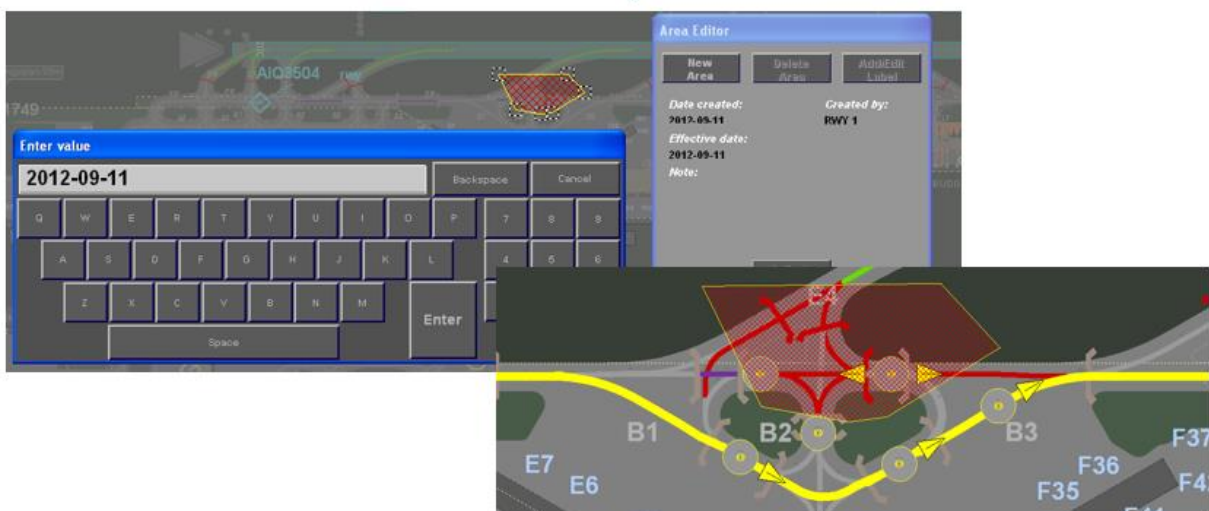 Area Editor
New Area
Delete Area
Add/Edit Label
Date created:
Created by:
2012-09-11
RWY 1
Effective date:
2012-09-11
Note:
AIQ3504 rwy
1749
Enter value
2012-09-11
Backspace
Cancel
Q W E R T Y U I O P 7 8 9
A S D F G H J K L 4 5 6
Z X C V B N M
Enter
Space
B1
B2
B3
E7
E6
F37
F36
F35